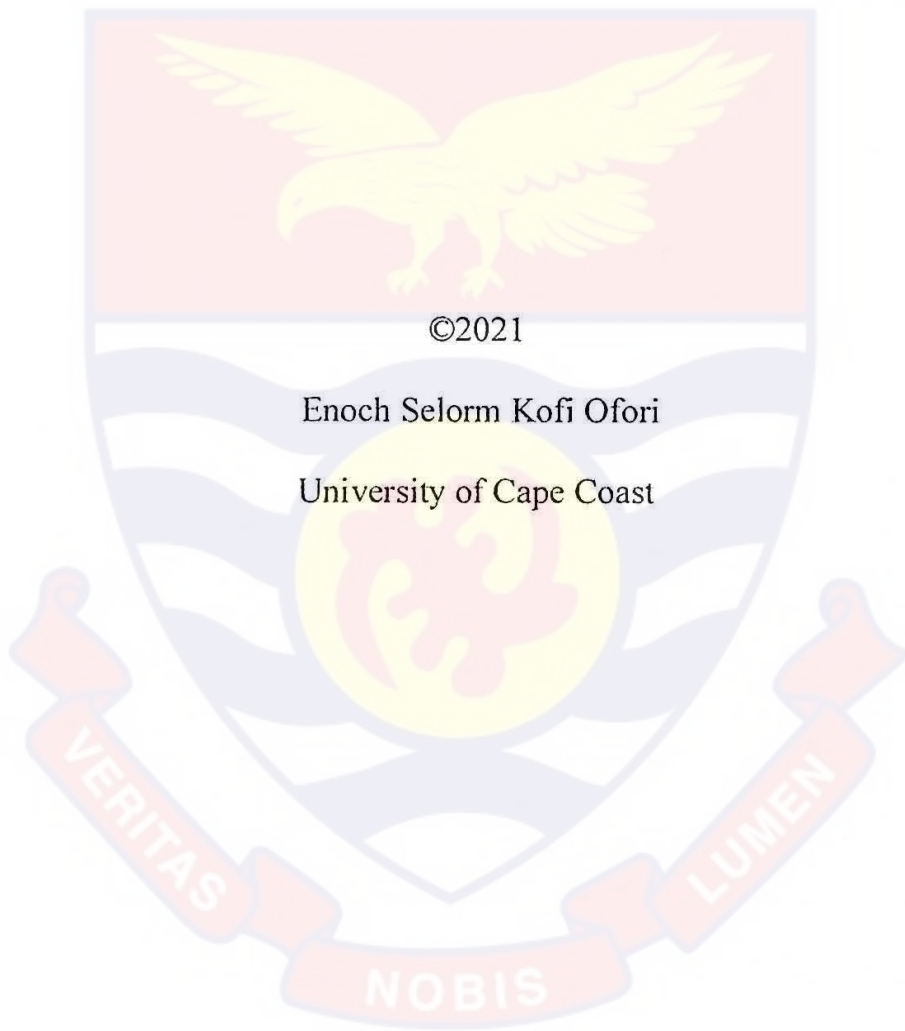 ©2021
Enoch Selorm Kofi Ofori
University of Cape Coast
VERITAS
NOBIS
LUMEN